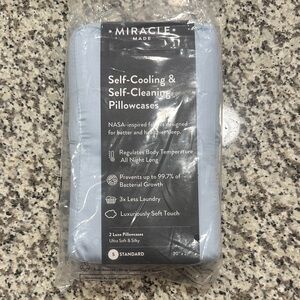 MIRACLE
MADE
Self-Cooling &
Self-Cleaning
Pillowcases
NASA-inspired designed
for better and sleep.
Regulates Body Temperature
All Night Long
Prevents up to 99.7% of
Bacterial Growth
3x Less Laundry
Luxuriously Soft Touch
2 Luxe Pillowcases
Ultra Soft & Silky
S STANDARD
20" x